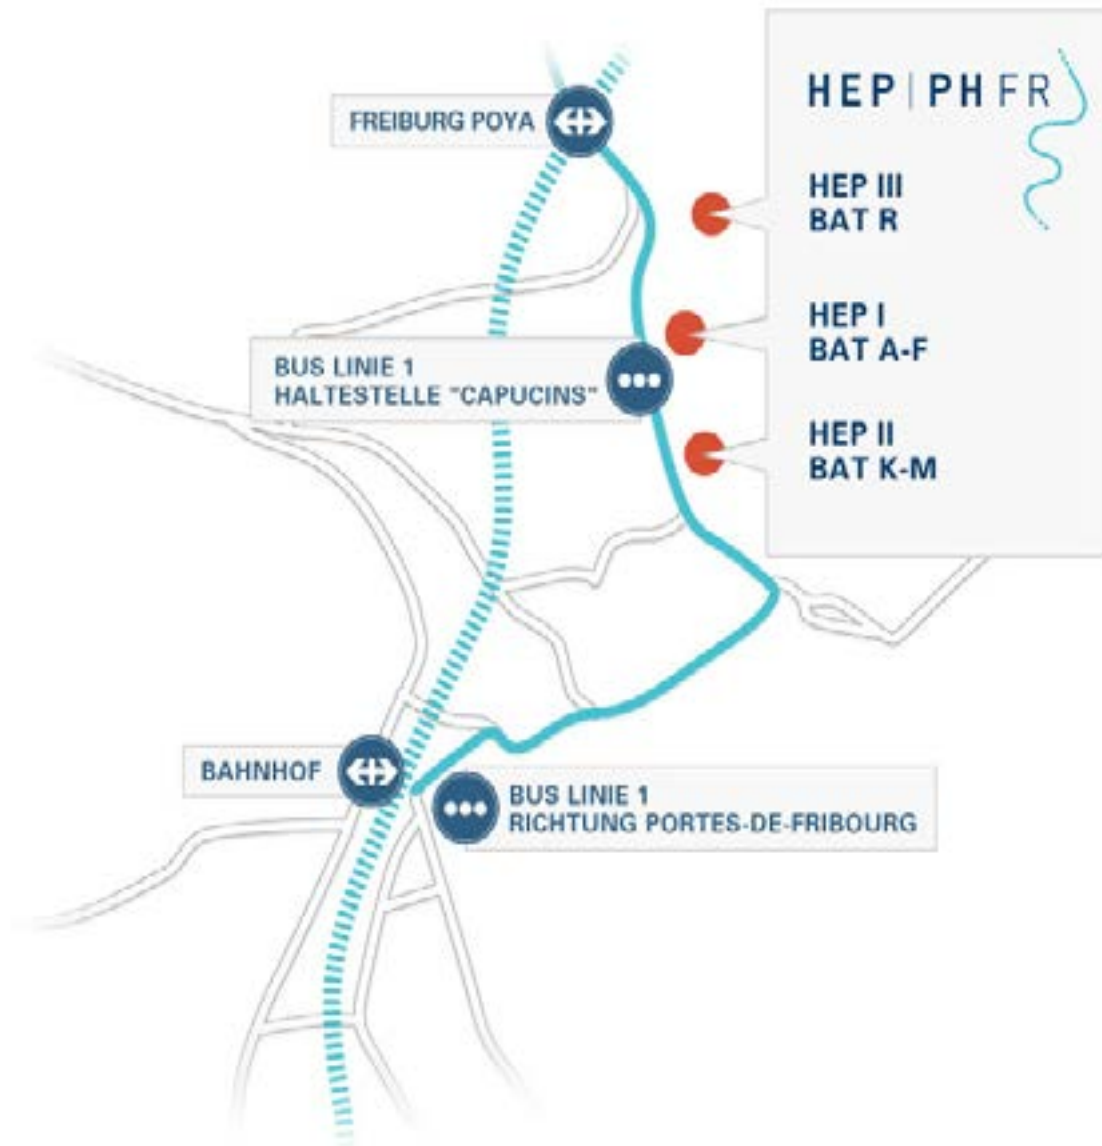 HEP | PH FR
FREIBURG POYA
HEP III
BAT R
HEP I
BAT A-F
BUS LINIE 1
HALTESTELLE "CAPUCINS"
HEP II
BAT K-M
BAHNHOF
BUS LINIE 1
RICHTUNG PORTES-DE-FRIBOURG